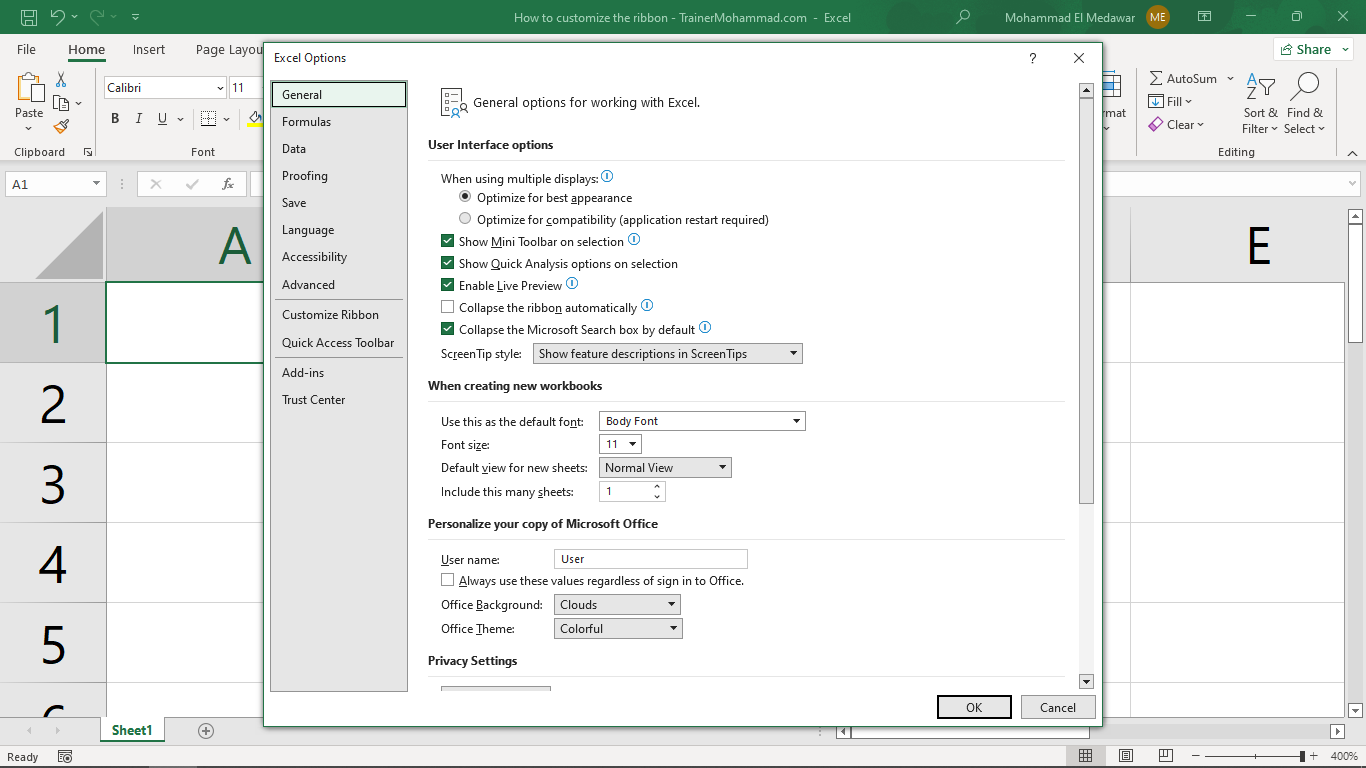 How to customize the ribbon - TrainerMohammad.com - Excel
Mohammad El Medawar
ME
File
Home
Insert
Page Layou
Share
Paste
Clipboard
Calibri
11
B I U
Font
Excel Options
?
General
Formulas
Data
Proofing
Save
Language
Accessibility
Advanced
Customize Ribbon
Quick Access Toolbar
Add-ins
Trust Center
General options for working with Excel.
User Interface options
When using multiple displays:
Optimize for best appearance
Optimize for compatibility (application restart required)
Show Mini Toolbar on selection
Show Quick Analysis options on selection
Enable Live Preview
Collapse the ribbon automatically
Collapse the Microsoft Search box by default
ScreenTip style: Show feature descriptions in ScreenTips
When creating new workbooks
Use this as the default font: Body Font
Font size: 11
Default view for new sheets: Normal View
Include this many sheets: 1
Personalize your copy of Microsoft Office
User name: User
Always use these values regardless of sign in to Office.
Office Background: Clouds
Office Theme: Colorful
Privacy Settings
OK
Cancel
mat
AutoSum
Fill
Clear
Sort & Filter
Find & Select
Editing
A1
fx
A
E
1
2
3
4
5
Sheet1
Ready
400%